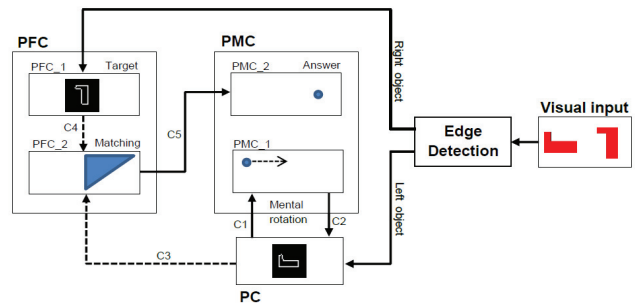 PFC
PMC
PFC_1 Target
PMC_2 Answer
C4
PFC_2 Matching
C5
PMC_1
Mental
rotation
C1
C2
C3
PC
Right object
Left object
Edge
Detection
Visual input